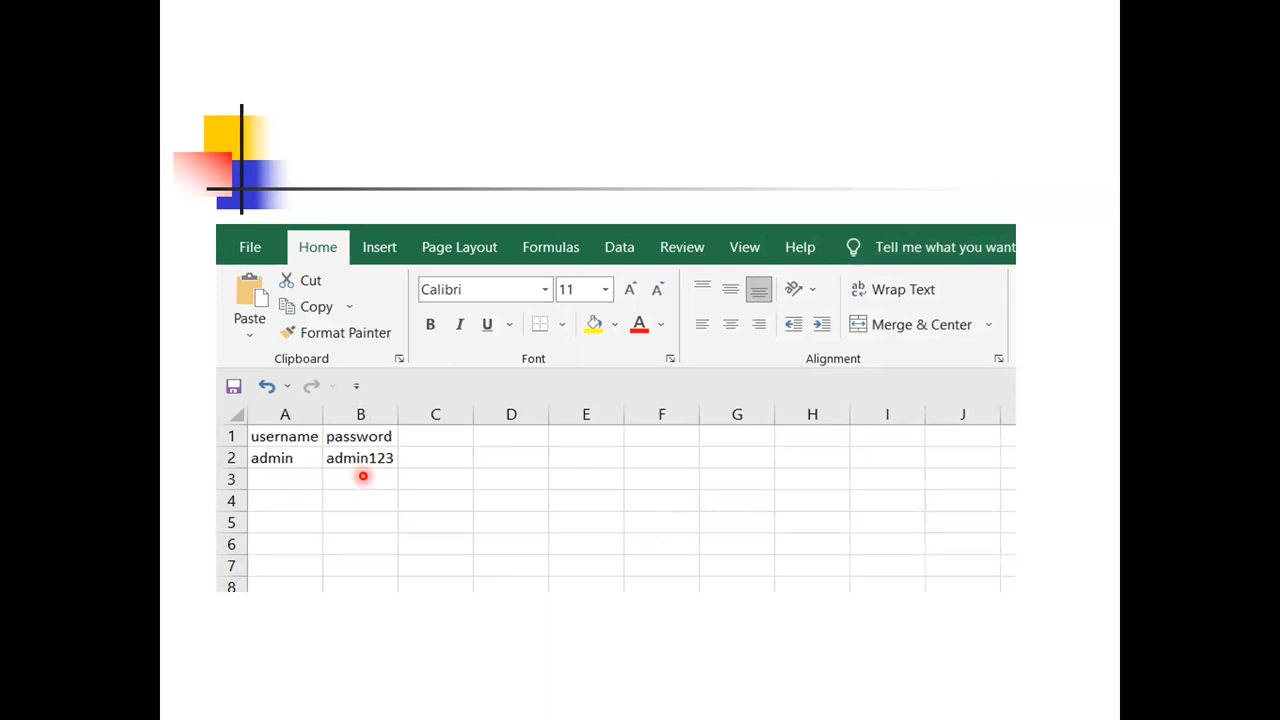 File Home Insert Page Layout Formulas Data Review View Help Tell me what you want
Cut
Copy
Format Painter
Paste
Calibri 11
B I U
Wrap Text
Merge & Center
Clipboard Font Alignment
A B C D E F G H I J
1 username password
2 admin admin123
3
4
5
6
7
8